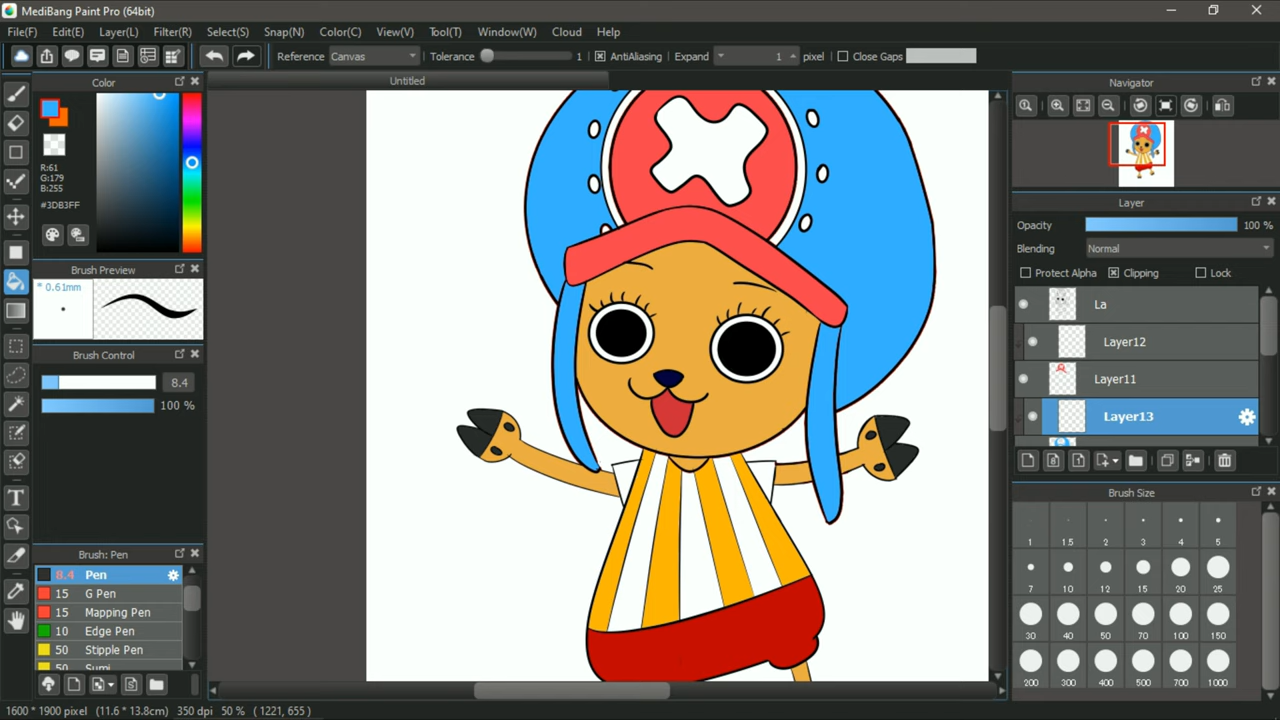 MediBang Paint Pro (64bit)
File(F) Edit(E) Layer(L) Filter(R) Select(S) Snap(N) Color(C) View(V) Tool(T) Window(W) Cloud Help
Reference Canvas Tolerance 1 AntiAliasing Expand 1 pixel Close Gaps
Color
Untitled
Navigator
R:61
G:179
B:255
#3DB3FF
Layer
Opacity 100 %
Blending Normal
Protect Alpha Clipping Lock
La
Layer12
Layer11
Layer13
Brush Preview
* 0.61mm
Brush Control
8.4
100 %
Brush Size
1 1.5 2 3 4 5
7 10 12 15 20 25
30 40 50 70 100 150
200 300 400 500 700 1000
Brush: Pen
8.4 Pen
15 G Pen
15 Mapping Pen
10 Edge Pen
50 Stipple Pen
50 Sumi
1600 * 1900 pixel (11.6 * 13.8cm) 350 dpi 50 % ( 1221, 655 )